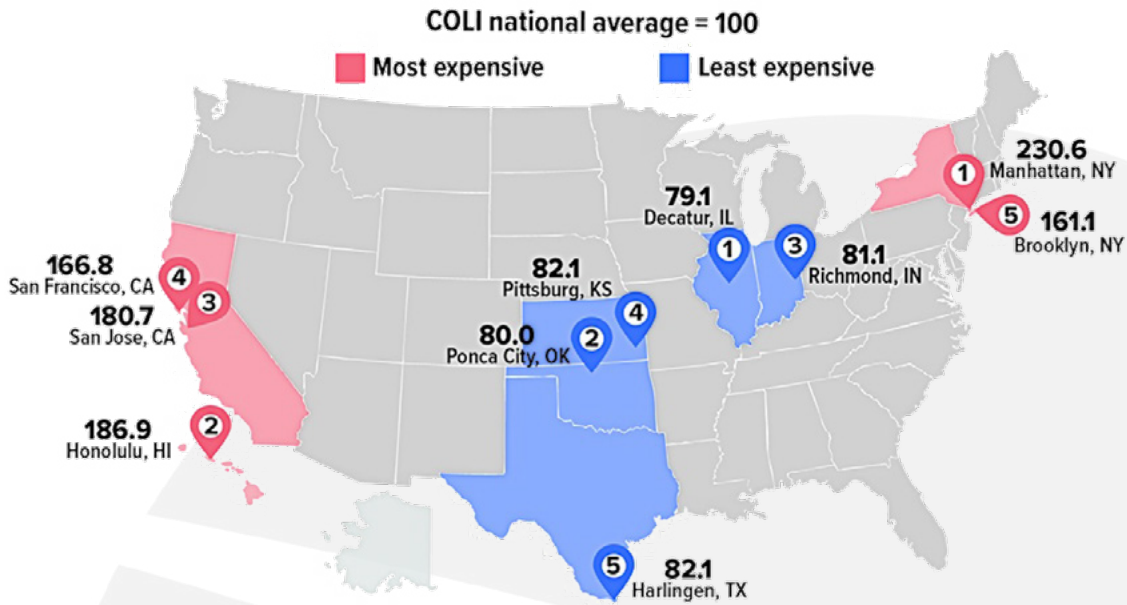 COLI national average = 100
Most expensive
Least expensive
230.6
Manhattan, NY
1
5
161.1
Brooklyn, NY
79.1
Decatur, IL
1
3
81.1
Richmond, IN
82.1
Pittsburg, KS
4
80.0
Ponca City, OK
2
166.8
San Francisco, CA
4
180.7
San Jose, CA
3
186.9
Honolulu, HI
2
5
82.1
Harlingen, TX